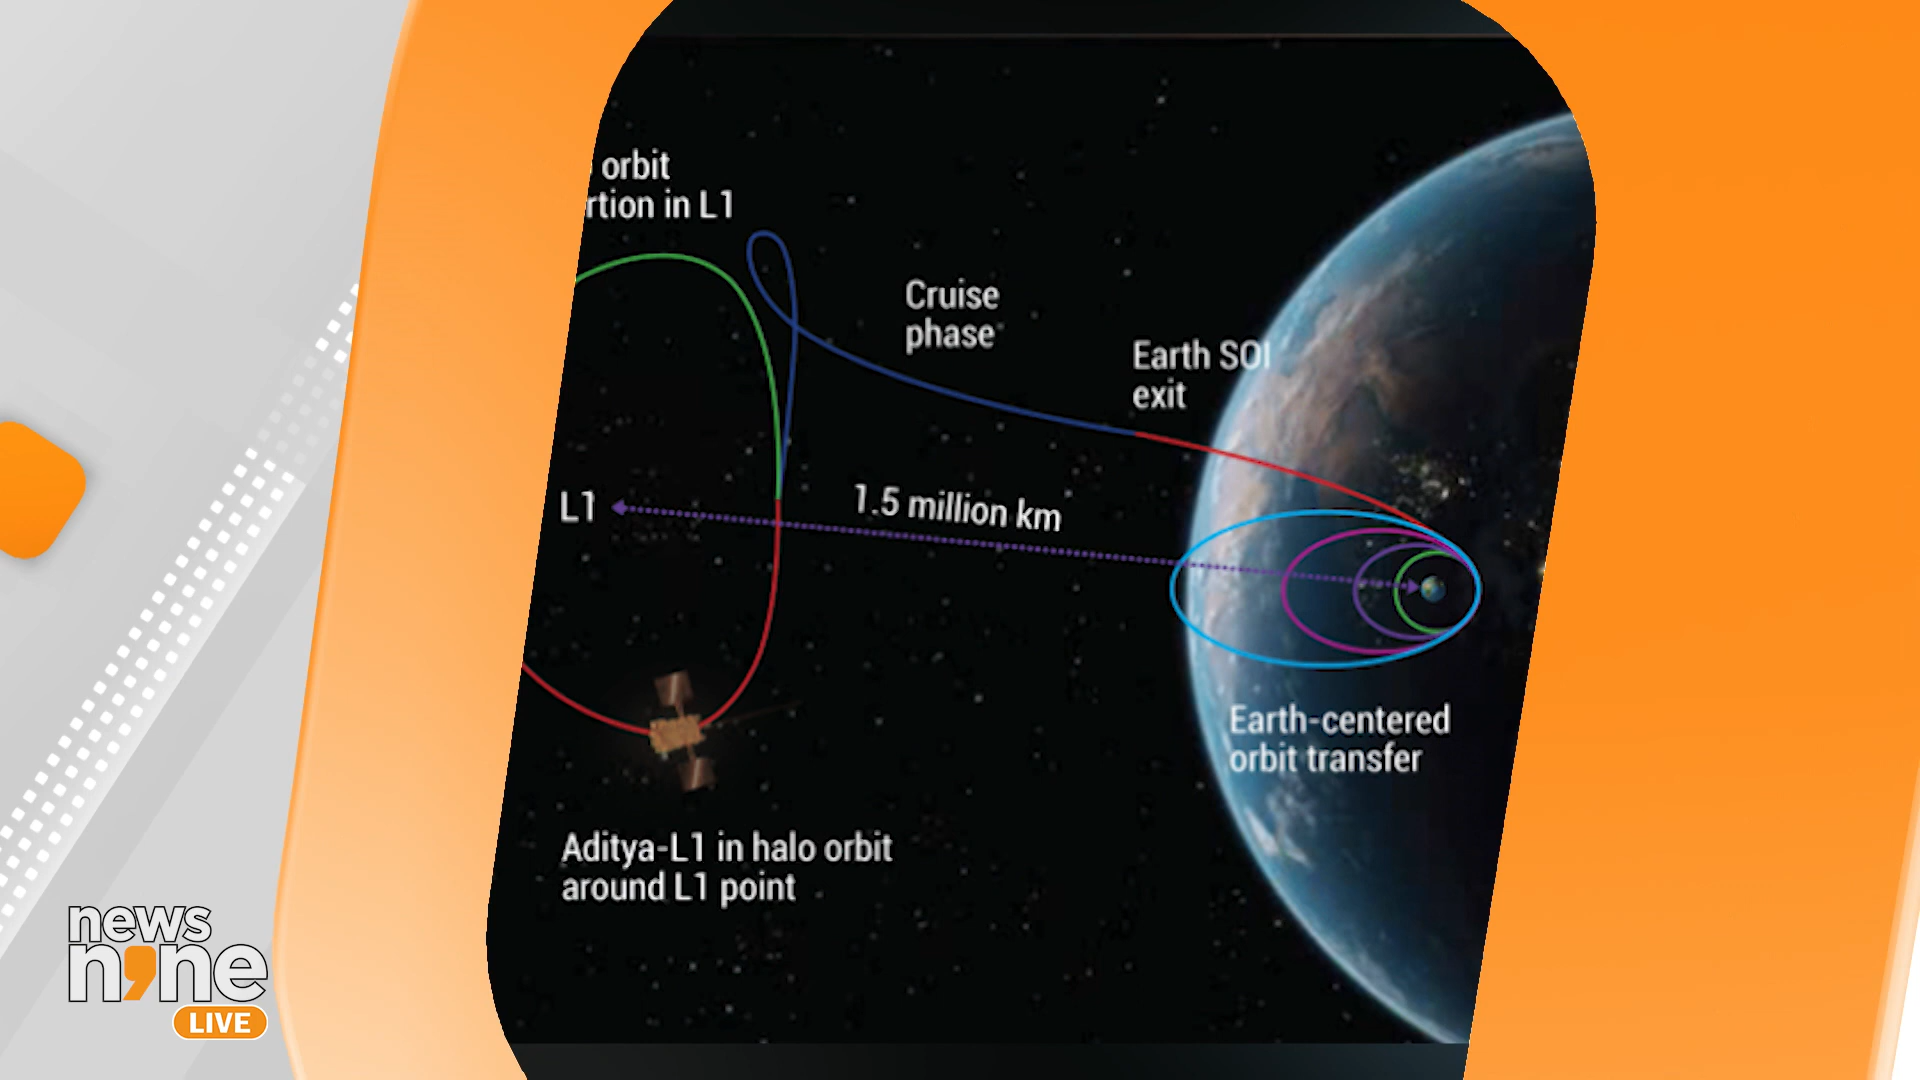 orbit
rtion in L1
Cruise
phase
Earth SOI
exit
1.5 million km
L1
Earth-centered
orbit transfer
Aditya-L1 in halo orbit
around L1 point
news
n9ne
LIVE